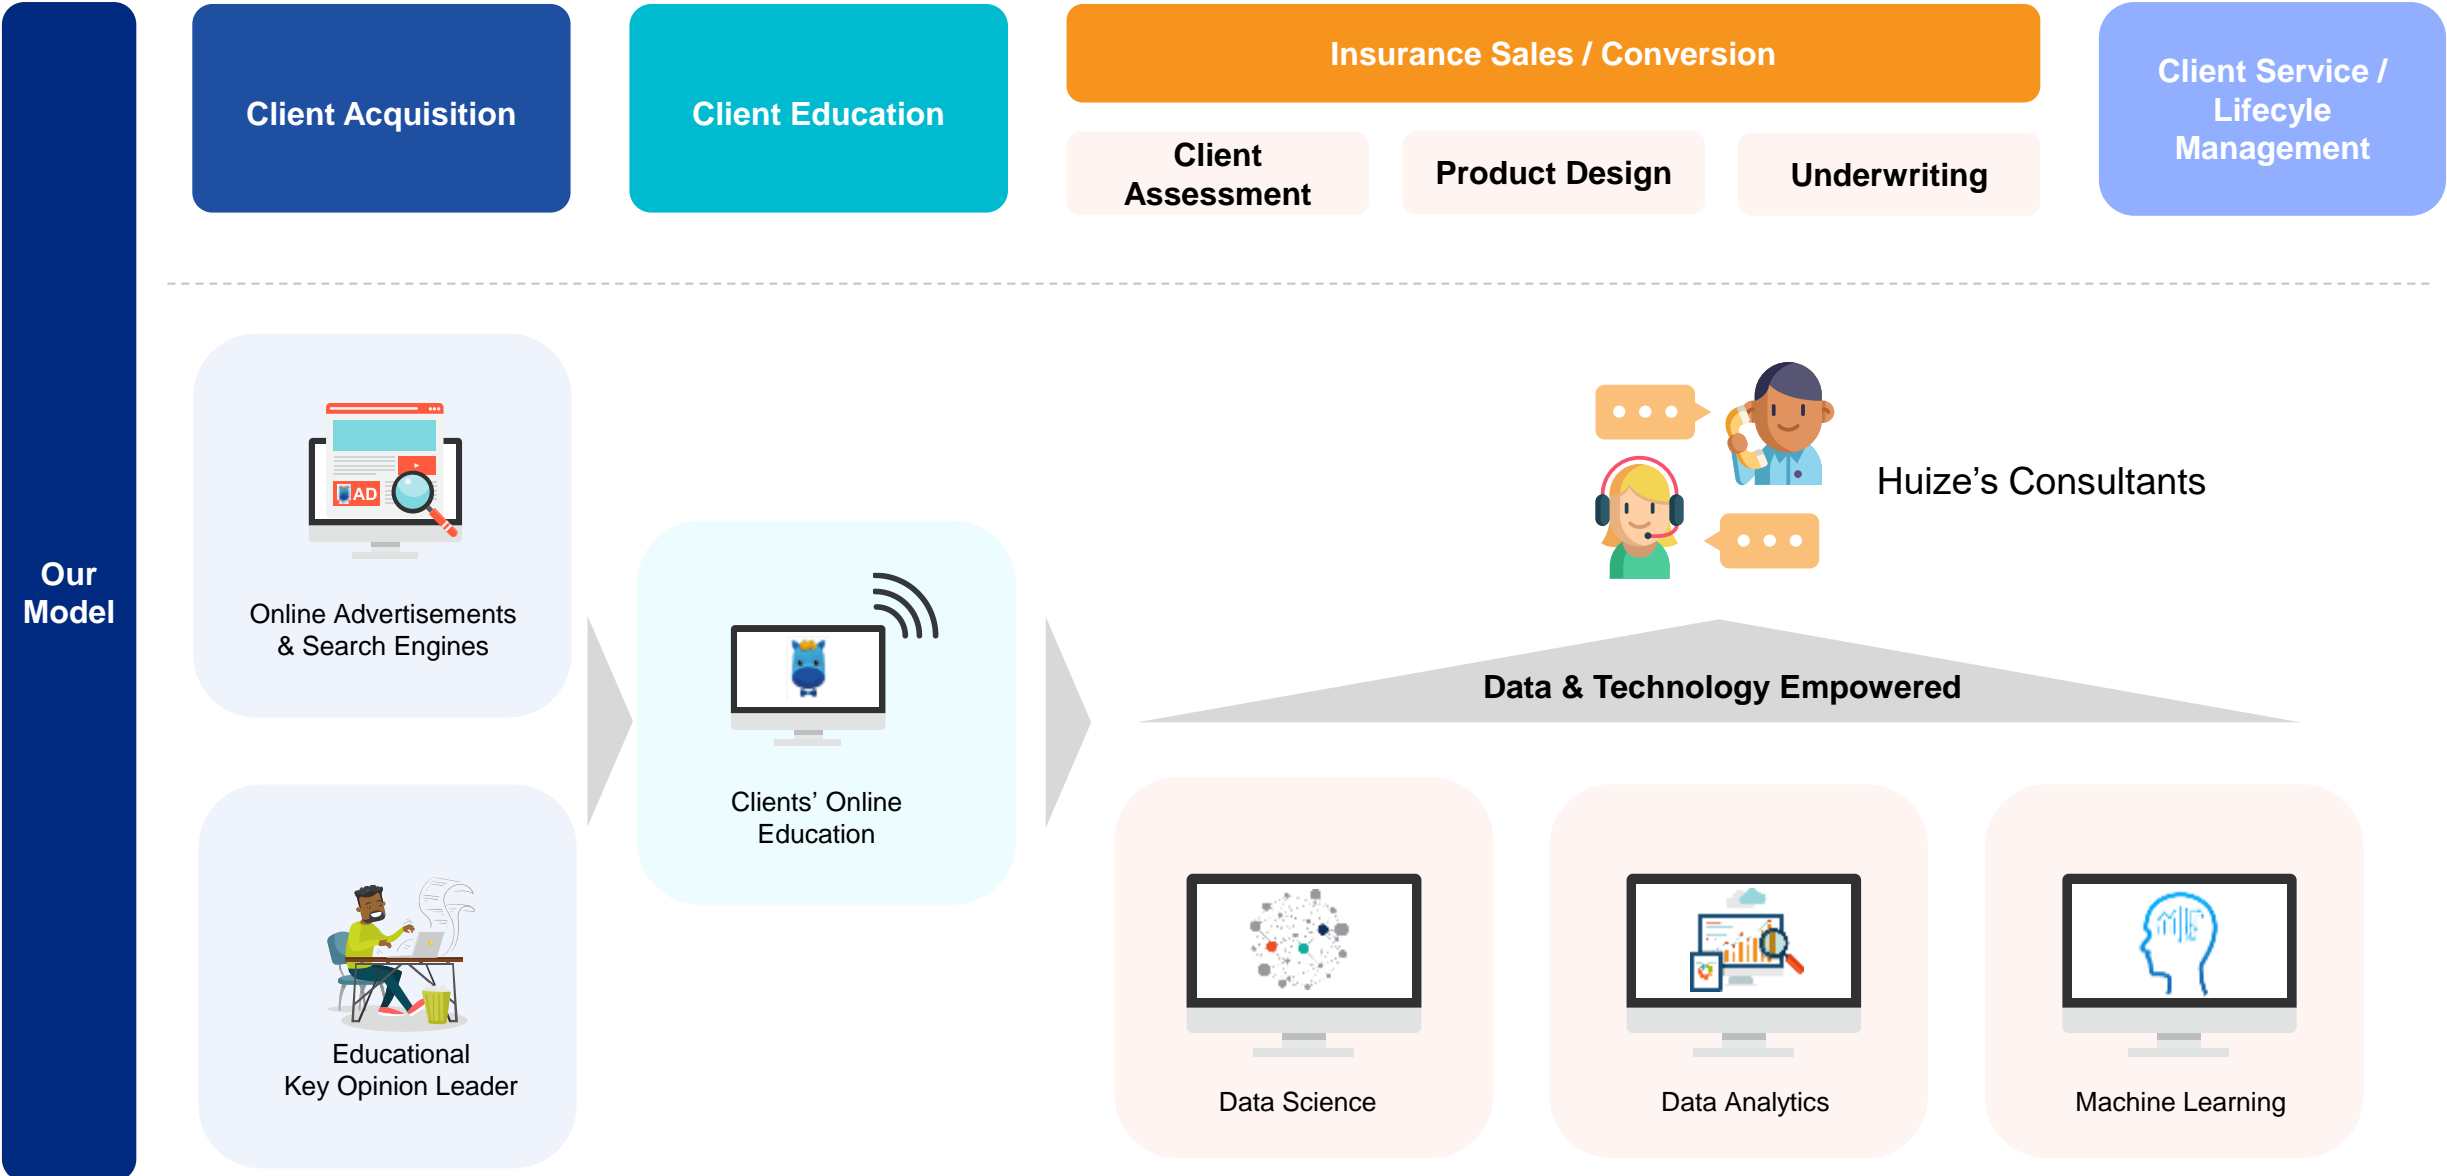 Our
Model
Client Acquisition
Client Education
Insurance Sales / Conversion
Client
Assessment
Product Design
Underwriting
Client Service /
Lifecyle
Management
AD
Online Advertisements
& Search Engines
Educational
Key Opinion Leader
Clients’ Online
Education
Huize’s Consultants
Data & Technology Empowered
Data Science
Data Analytics
Machine Learning